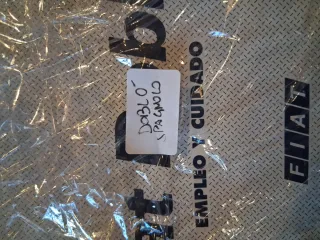 DOBLO'
SPAGNOLO
EMPLEO Y CUIDADO
FIAT